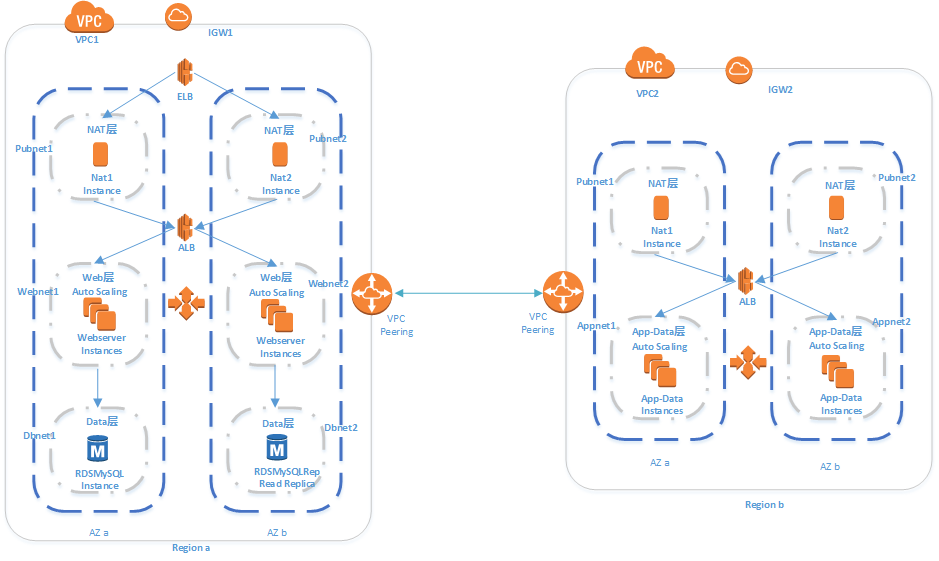 VPC
VPC1
IGW1
ELB
NAT层
Nat1
Instance
Pubnet1
NAT层
Nat2
Instance
Pubnet2
ALB
Web层
Auto Scaling
Webserver
Instances
Webnet1
Web层
Auto Scaling
Webserver
Instances
Webnet2
Data层
M
RDSMySQL
Instance
Dbnet1
Data层
M
RDSMySQLRep
Read Replica
Dbnet2
AZ a
AZ b
Region a
VPC
Peering
VPC
Peering
VPC
VPC2
IGW2
Pubnet1
NAT层
Nat1
Instance
NAT层
Nat2
Instance
Pubnet2
ALB
Appnet1
App-Data层
Auto Scaling
App-Data
Instances
App-Data层
Auto Scaling
App-Data
Instances
Appnet2
AZ a
AZ b
Region b